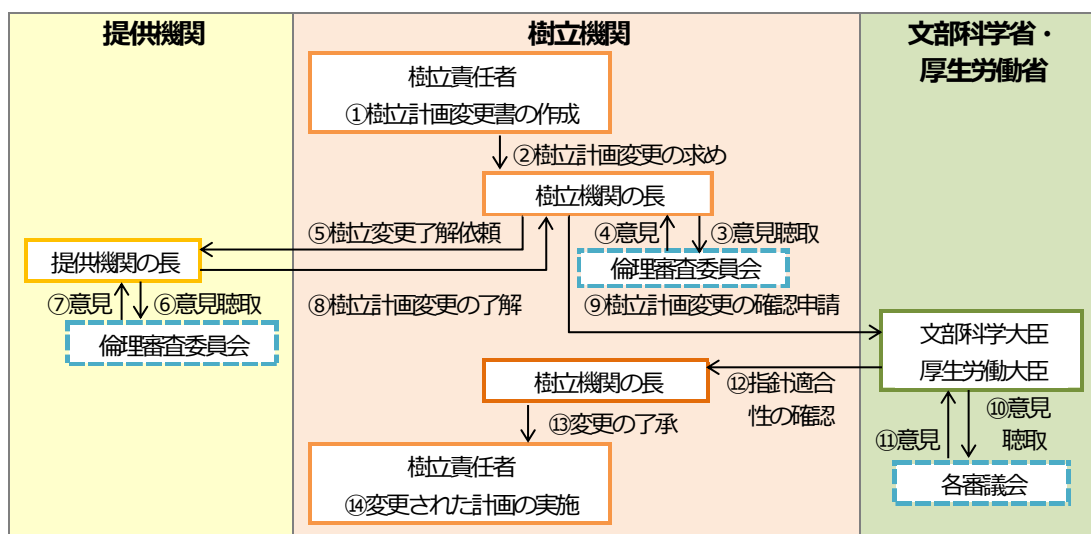 提供機関
樹立機関
文部科学省・
厚生労働省
樹立責任者
①樹立計画変更書の作成
②樹立計画変更の求め
樹立機関の長
⑤樹立変更了解依頼
④意見
③意見聴取
提供機関の長
倫理審査委員会
⑦意見
⑥意見聴取
⑧樹立計画変更の了解
⑨樹立計画変更の確認申請
倫理審査委員会
文部科学大臣
厚生労働大臣
樹立機関の長
⑫指針適合
性の確認
⑬変更の了承
⑪意見
⑩意見
聴取
樹立責任者
⑭変更された計画の実施
各審議会